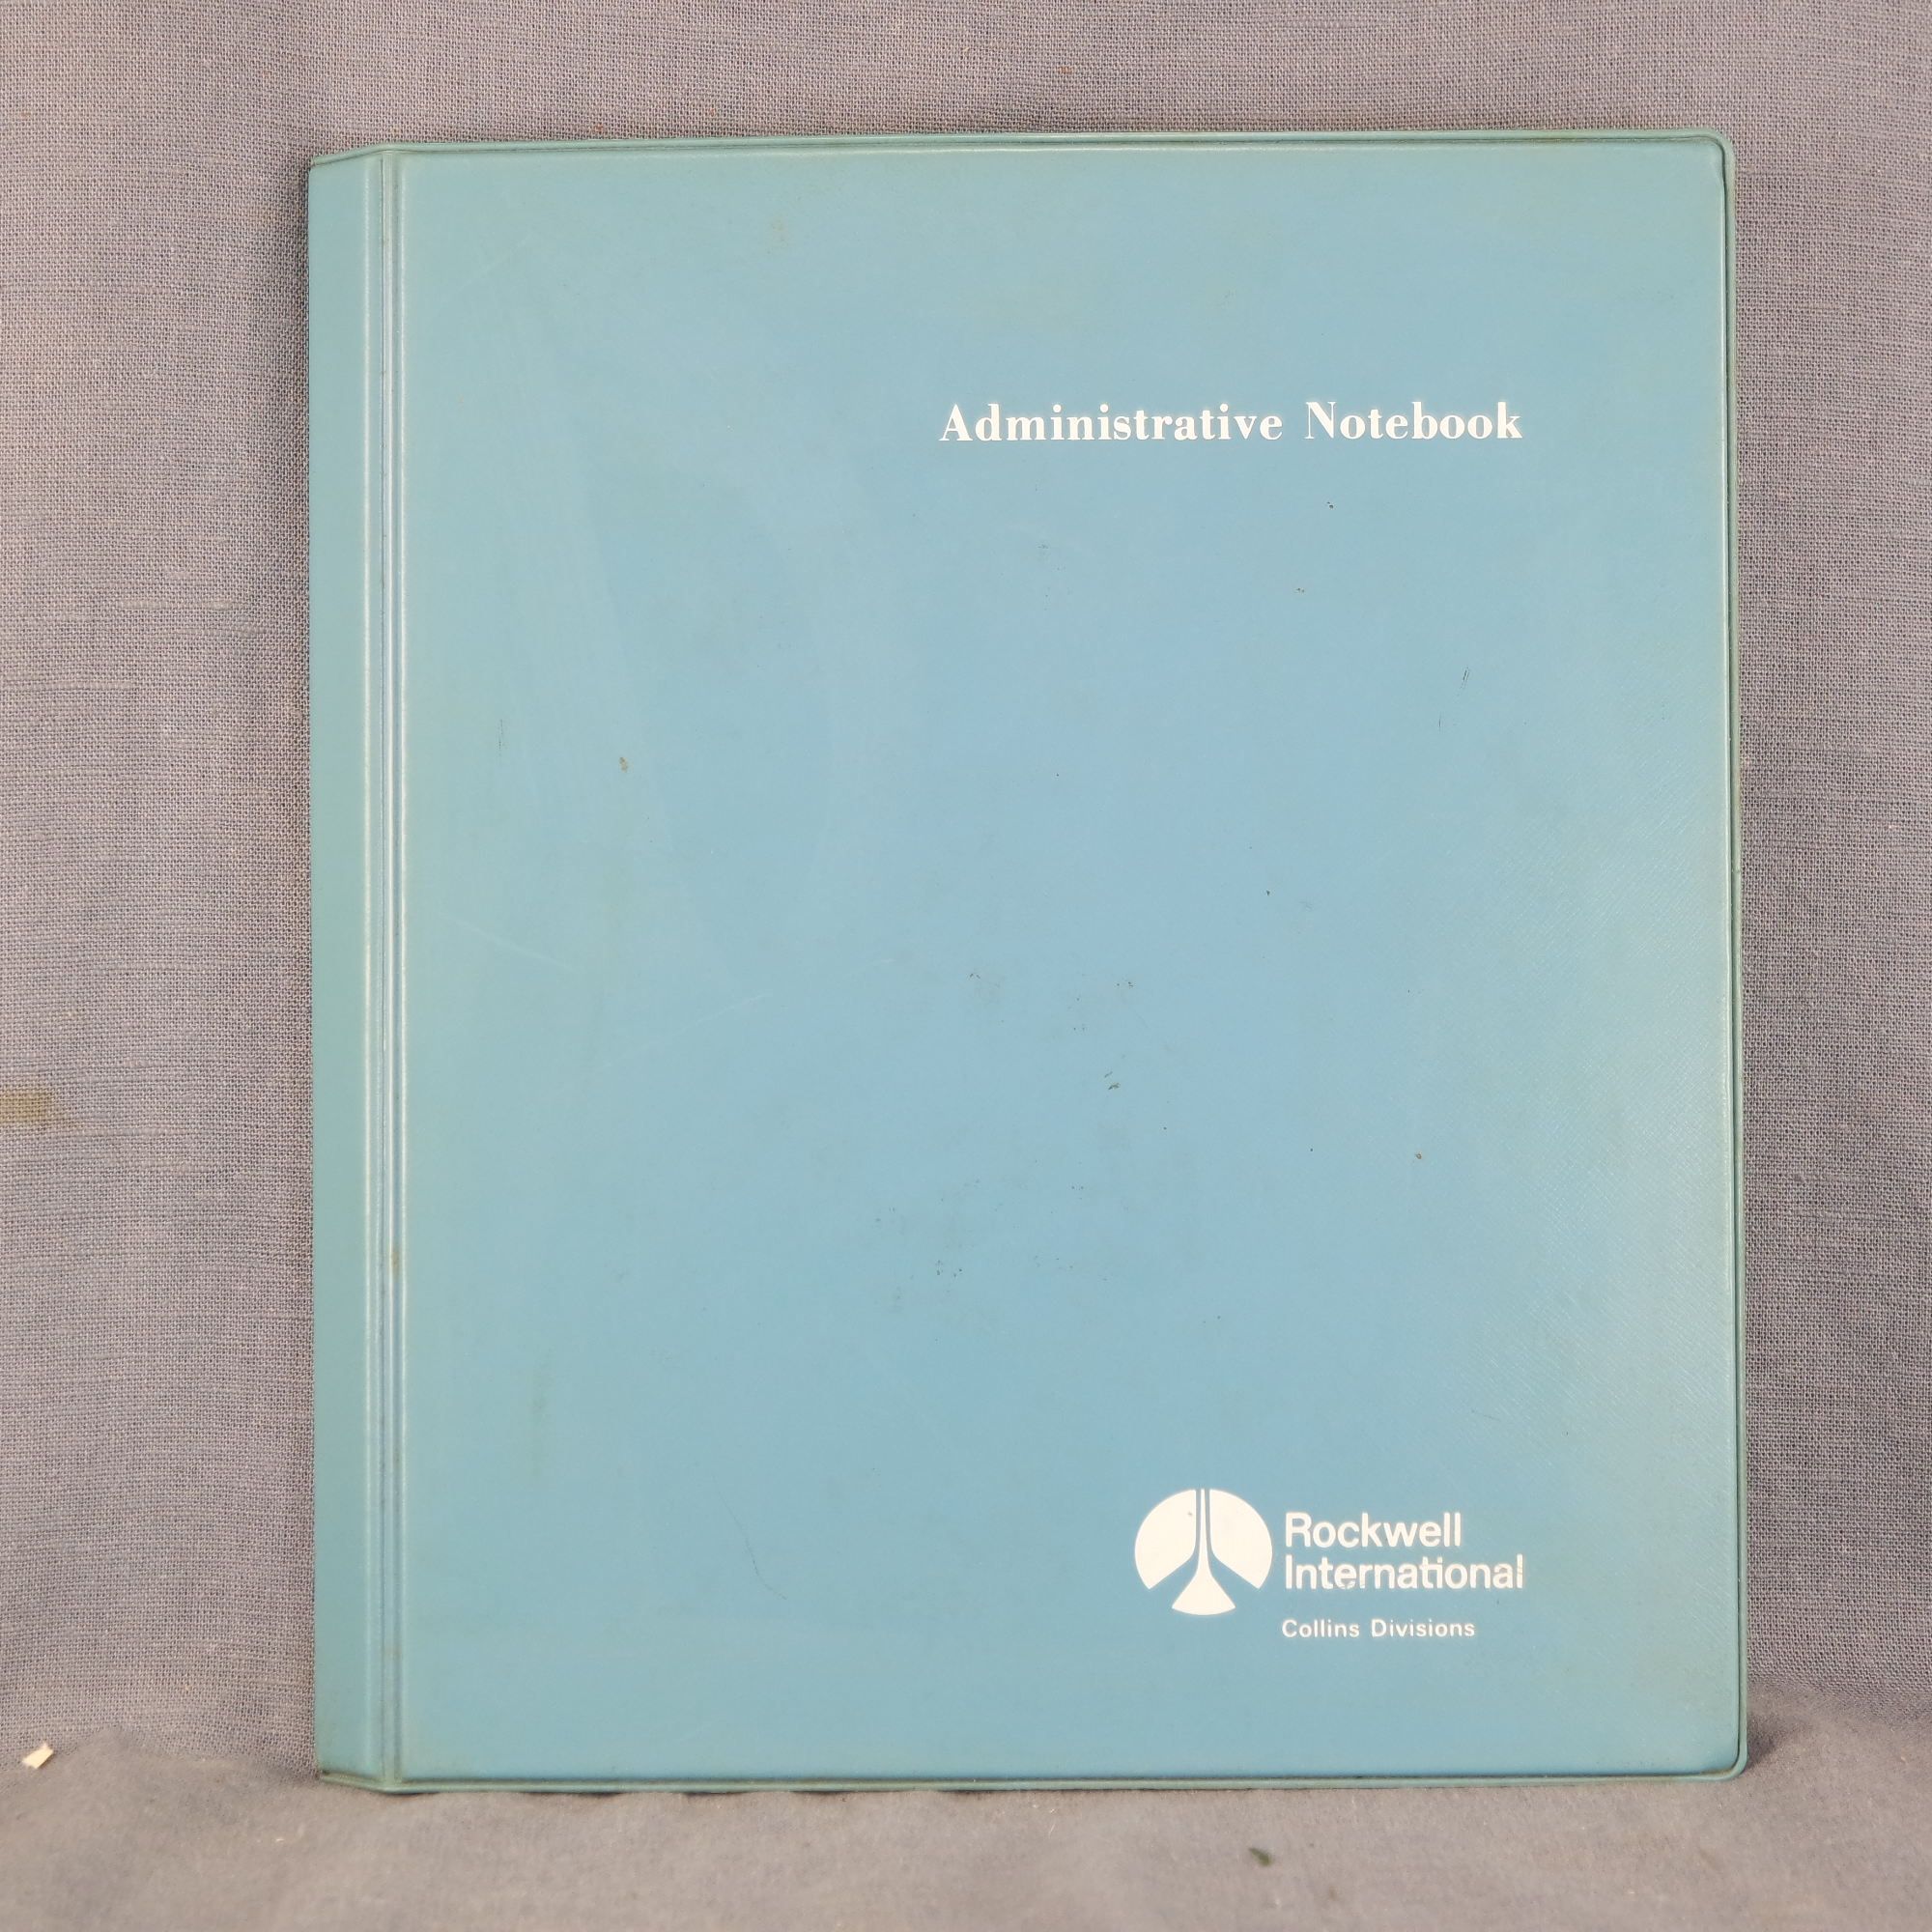 Administrative Notebook
Rockwell
International
Collins Divisions